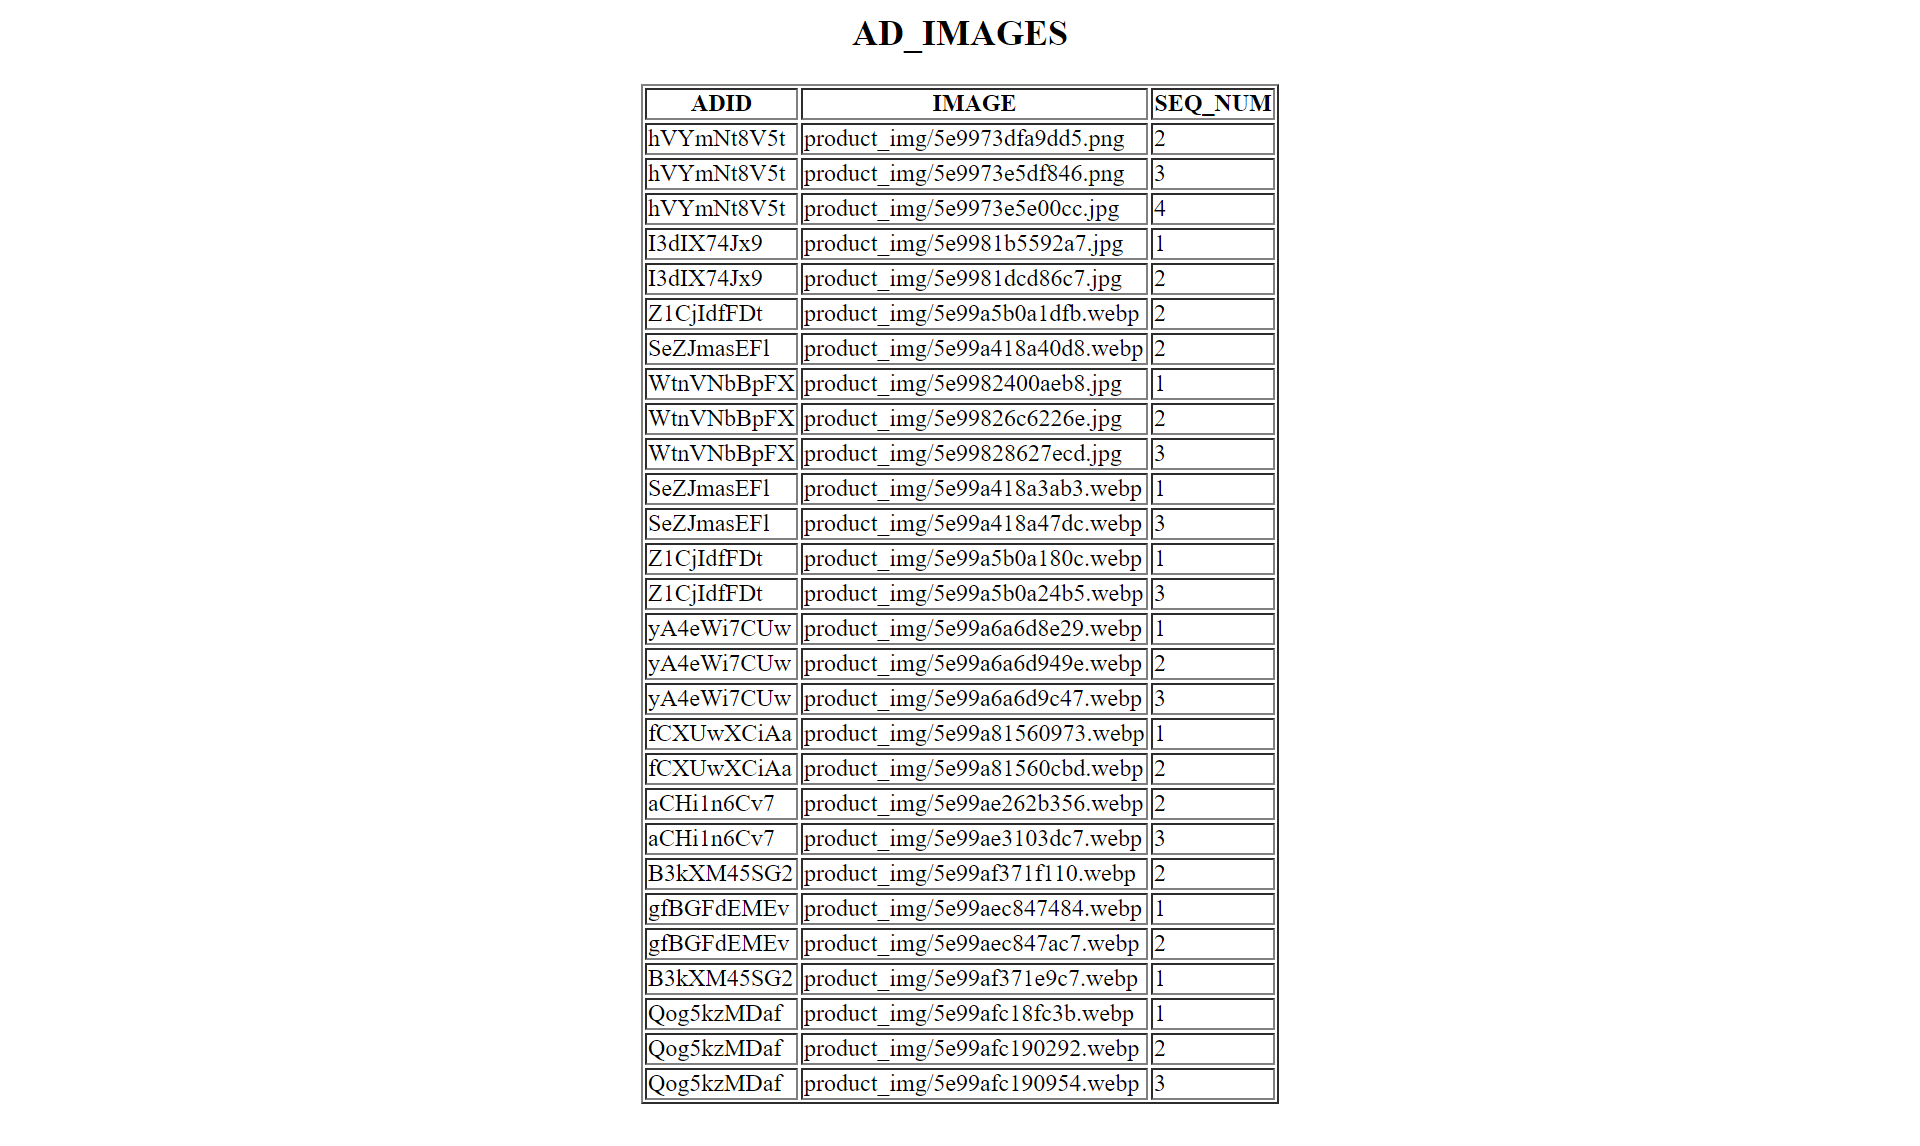 AD_IMAGES
ADID IMAGE SEQ_NUM
hVYmNt8V5t product_img/5e9973dfa9dd5.png 2
hVYmNt8V5t product_img/5e9973e5df846.png 3
hVYmNt8V5t product_img/5e9973e5e00cc.jpg 4
I3dIX74Jx9 product_img/5e9981b5592a7.jpg 1
I3dIX74Jx9 product_img/5e9981dcd86c7.jpg 2
Z1CjIdfFDt product_img/5e99a5b0a1dfb.webp 2
SeZJmasEFl product_img/5e99a418a40d8.webp 2
WtnVNbBpFX product_img/5e9982400aeb8.jpg 1
WtnVNbBpFX product_img/5e99826c6226e.jpg 2
WtnVNbBpFX product_img/5e99828627ecd.jpg 3
SeZJmasEFl product_img/5e99a418a3ab3.webp 1
SeZJmasEFl product_img/5e99a418a47dc.webp 3
Z1CjIdfFDt product_img/5e99a5b0a180c.webp 1
Z1CjIdfFDt product_img/5e99a5b0a24b5.webp 3
yA4eWi7CUw product_img/5e99a6a6d8e29.webp 1
yA4eWi7CUw product_img/5e99a6a6d949e.webp 2
yA4eWi7CUw product_img/5e99a6a6d9c47.webp 3
fCXUwXCiAa product_img/5e99a81560973.webp 1
fCXUwXCiAa product_img/5e99a81560cbd.webp 2
aCHi1n6Cv7 product_img/5e99ae262b356.webp 2
aCHi1n6Cv7 product_img/5e99ae3103dc7.webp 3
B3kXM45SG2 product_img/5e99af371f110.webp 2
gfBGFdEMEv product_img/5e99aec847484.webp 1
gfBGFdEMEv product_img/5e99aec847ac7.webp 2
B3kXM45SG2 product_img/5e99af371e9c7.webp 1
Qog5kzMDaf product_img/5e99afc18fc3b.webp 1
Qog5kzMDaf product_img/5e99afc190292.webp 2
Qog5kzMDaf product_img/5e99afc190954.webp 3